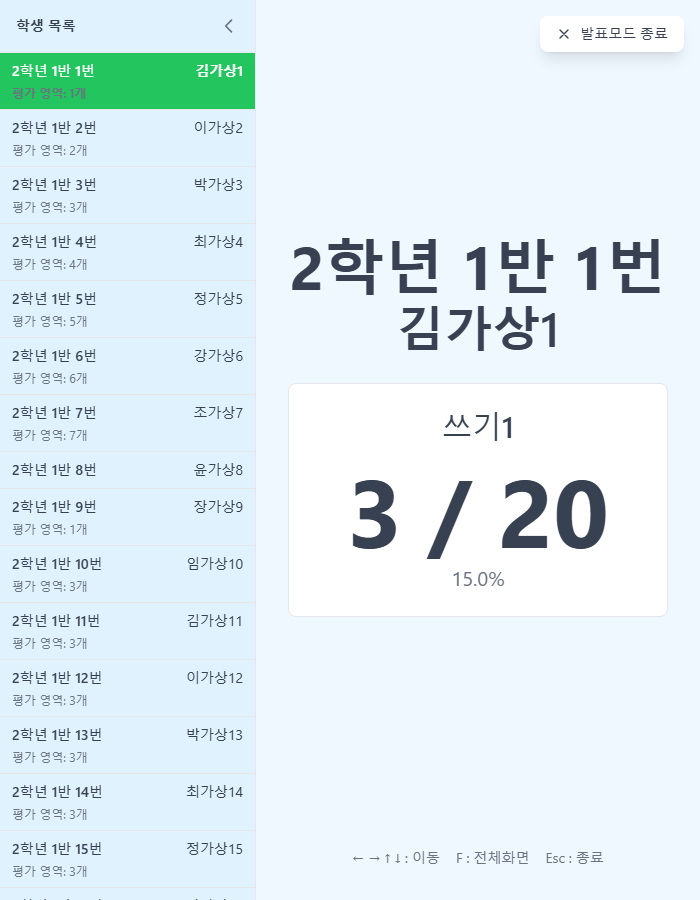 학생 목록
2학년 1반 1번 김가상1
평가 영역: 1개
2학년 1반 2번 이가상2
평가 영역: 2개
2학년 1반 3번 박가상3
평가 영역: 3개
2학년 1반 4번 최가상4
평가 영역: 4개
2학년 1반 5번 정가상5
평가 영역: 5개
2학년 1반 6번 강가상6
평가 영역: 6개
2학년 1반 7번 조가상7
평가 영역: 7개
2학년 1반 8번 윤가상8
2학년 1반 9번 장가상9
평가 영역: 1개
2학년 1반 10번 임가상10
평가 영역: 3개
2학년 1반 11번 김가상11
평가 영역: 3개
2학년 1반 12번 이가상12
평가 영역: 3개
2학년 1반 13번 박가상13
평가 영역: 3개
2학년 1반 14번 최가상14
평가 영역: 3개
2학년 1반 15번 정가상15
평가 영역: 3개
× 발표모드 종료
2학년 1반 1번
김가상1
쓰기1
3 / 20
15.0%
← → ↑ ↓ : 이동 F : 전체화면 Esc : 종료